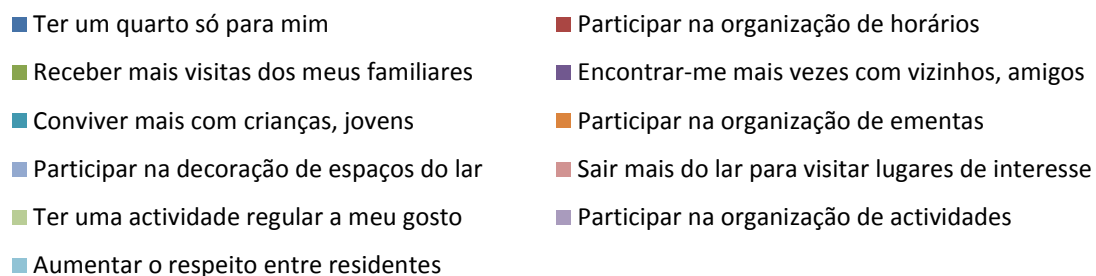 Ter um quarto só para mim
Participar na organização de horários
Receber mais visitas dos meus familiares
Encontrar-me mais vezes com vizinhos, amigos
Conviver mais com crianças, jovens
Participar na organização de ementas
Participar na decoração de espaços do lar
Sair mais do lar para visitar lugares de interesse
Ter uma actividade regular a meu gosto
Participar na organização de actividades
Aumentar o respeito entre residentes